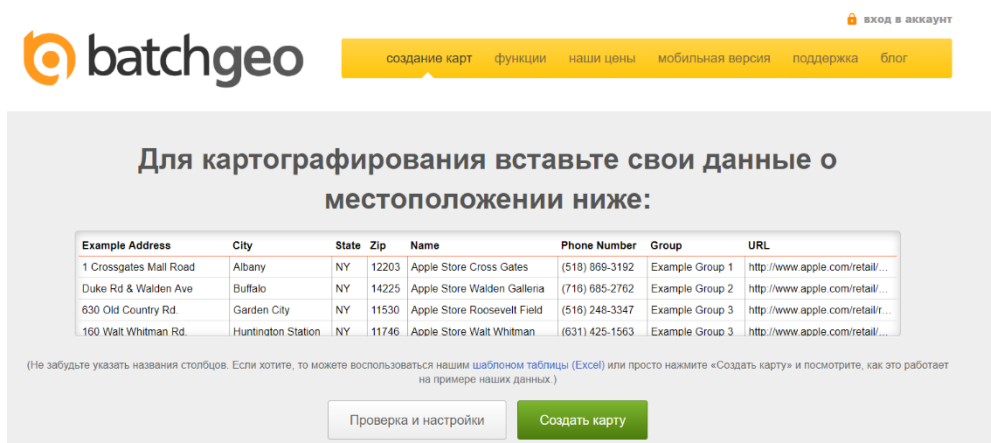 вход в аккаунт
batchgeo
создание карт функции наши цены мобильная версия поддержка блог
Для картографирования вставьте свои данные о
местоположении ниже:
Example Address City State Zip Name Phone Number Group URL
1 Crossgates Mall Road Albany NY 12203 Apple Store Cross Gates (518) 869-3192 Example Group 1 http://www.apple.com/retail/...
Duke Rd & Walden Ave Buffalo NY 14225 Apple Store Walden Galleria (716) 685-2762 Example Group 2 http://www.apple.com/retail/...
630 Old Country Rd. Garden City NY 11530 Apple Store Roosevelt Field (516) 248-3347 Example Group 3 http://www.apple.com/retail/r...
160 Walt Whitman Rd. Huntington Station NY 11746 Apple Store Walt Whitman (631) 425-1563 Example Group 3 http://www.apple.com/retail/...
(Не забудьте указать названия столбцов. Если хотите, то можете воспользоваться нашим шаблоном таблицы (Excel) или просто нажмите «Создать карту» и посмотрите, как это работает
на примере наших данных.)
Проверка и настройки Создать карту